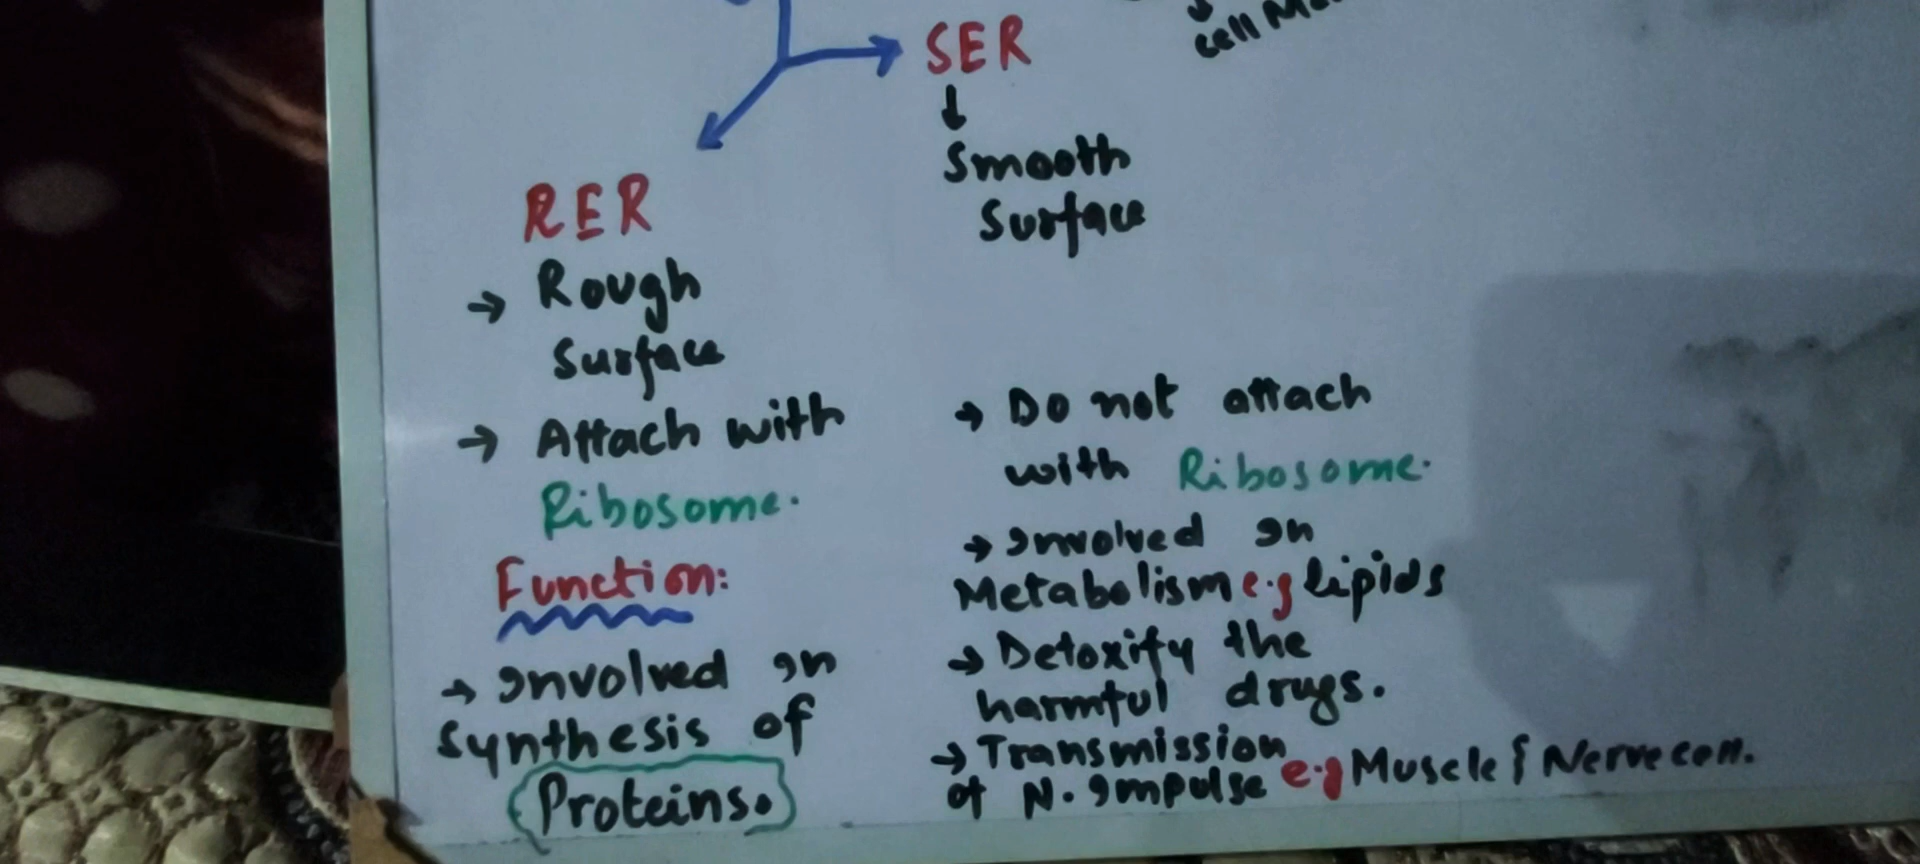 cell
SER
Smooth
Surface
RER
→ Rough
Surface
→ Attach with
Ribosome.
Function:
→ Involved in
Synthesis of
Proteins.
→ Do not attach
with Ribosome.
→ Involved in
Metabolism e.g lipids
→ Detoxify the
harmful drugs.
→ Transmission
of N. Impulse e.g Muscle & Nerve cell.